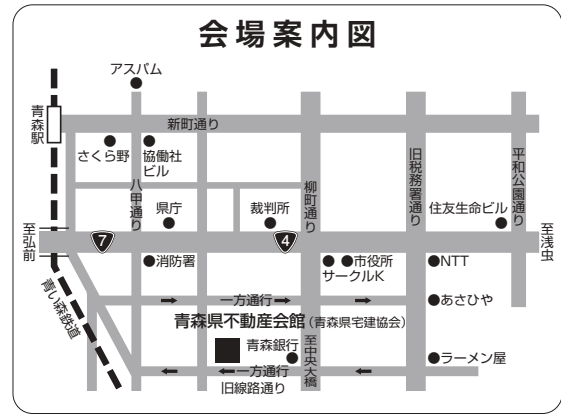 会場案内図
アスパム
青森駅
新町通り
さくら野
協働社
ビル
八甲通り
県庁
裁判所
柳町通り
旧税務署通り
平和公園通り
住友生命ビル
至弘前
7
4
至浅虫
消防署
市役所
サークルK
NTT
青い森鉄道
一方通行
あさひや
青森県不動産会館(青森県宅建協会)
青森銀行
至中央大橋
ラーメン屋
一方通行
旧線路通り